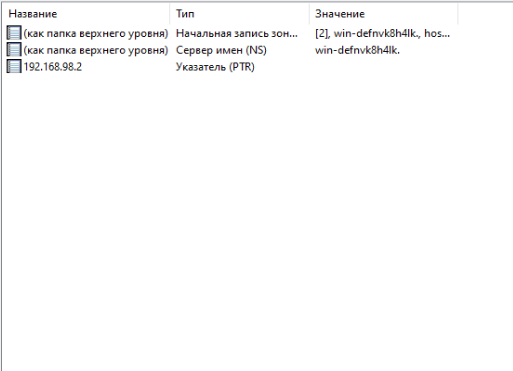 Название Тип Значение
(как папка верхнего уровня) Начальная запись зон... [2], win-defnvk8h4lk., hos...
(как папка верхнего уровня) Сервер имен (NS) win-defnvk8h4lk.
192.168.98.2 Указатель (PTR)